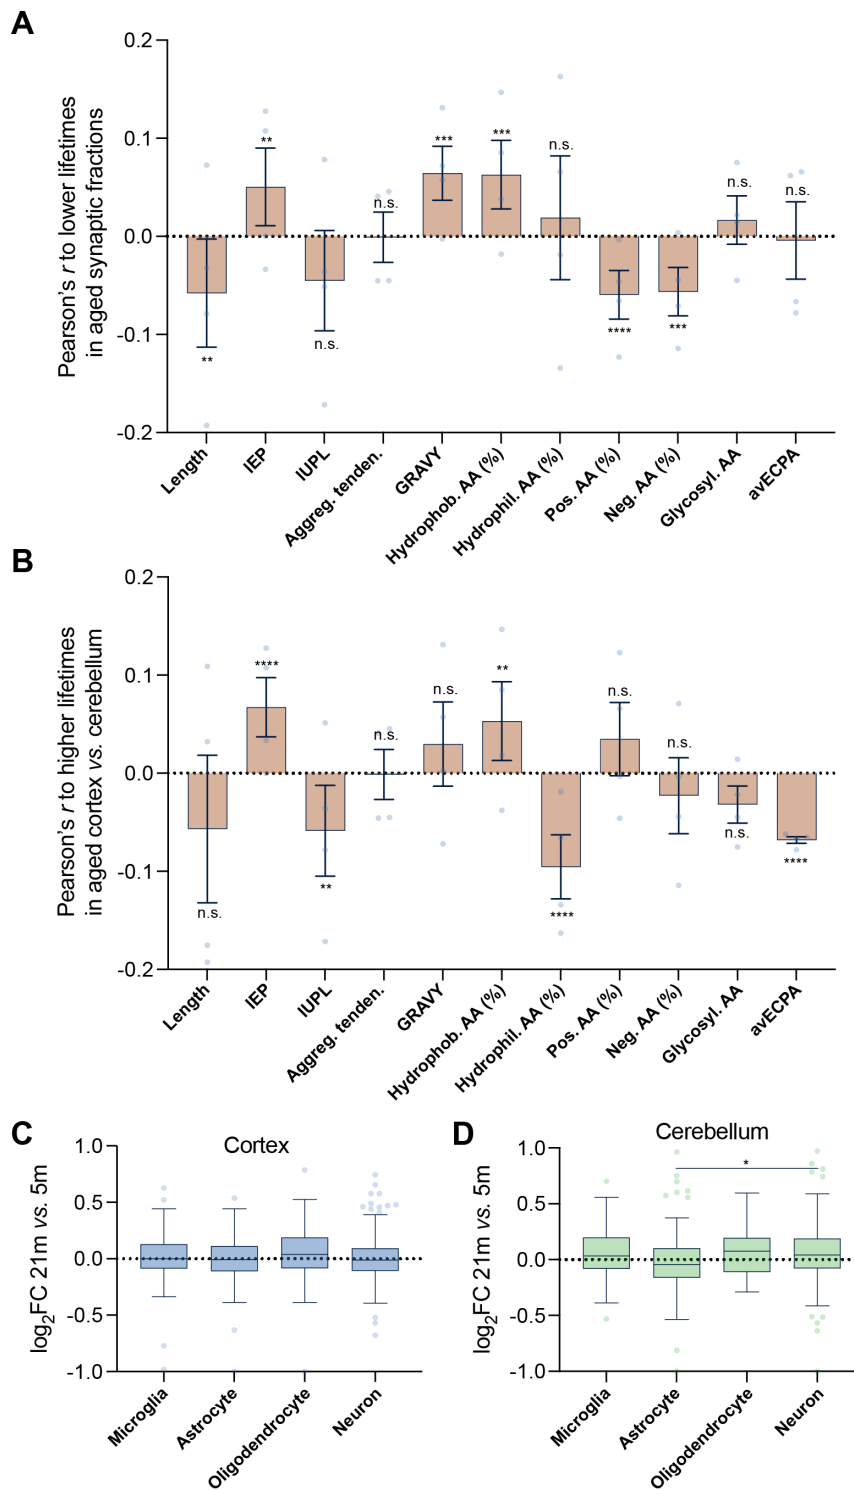 A
Pearson's r to lower lifetimes
in aged synaptic fractions
0.2
0.1
0.0
-0.1
-0.2
**
**
n.s.
n.s.
***
***
n.s.
****
***
n.s.
n.s.
Length
IEP
IUPL
Aggreg. tenden.
GRAVY
Hydrophob. AA (%)
Hydrophil. AA (%)
Pos. AA (%)
Neg. AA (%)
Glycosyl. AA
avECPA
B
Pearson's r to higher lifetimes
in aged cortex vs. cerebellum
0.2
0.1
0.0
-0.1
-0.2
n.s.
****
**
n.s.
n.s.
**
****
n.s.
n.s.
n.s.
****
Length
IEP
IUPL
Aggreg. tenden.
GRAVY
Hydrophob. AA (%)
Hydrophil. AA (%)
Pos. AA (%)
Neg. AA (%)
Glycosyl. AA
avECPA
C
Cortex
log2FC 21m vs. 5m
1.0
0.5
0.0
-0.5
-1.0
Microglia
Astrocyte
Oligodendrocyte
Neuron
D
Cerebellum
log2FC 21m vs. 5m
1.0
0.5
0.0
-0.5
-1.0
*
Microglia
Astrocyte
Oligodendrocyte
Neuron